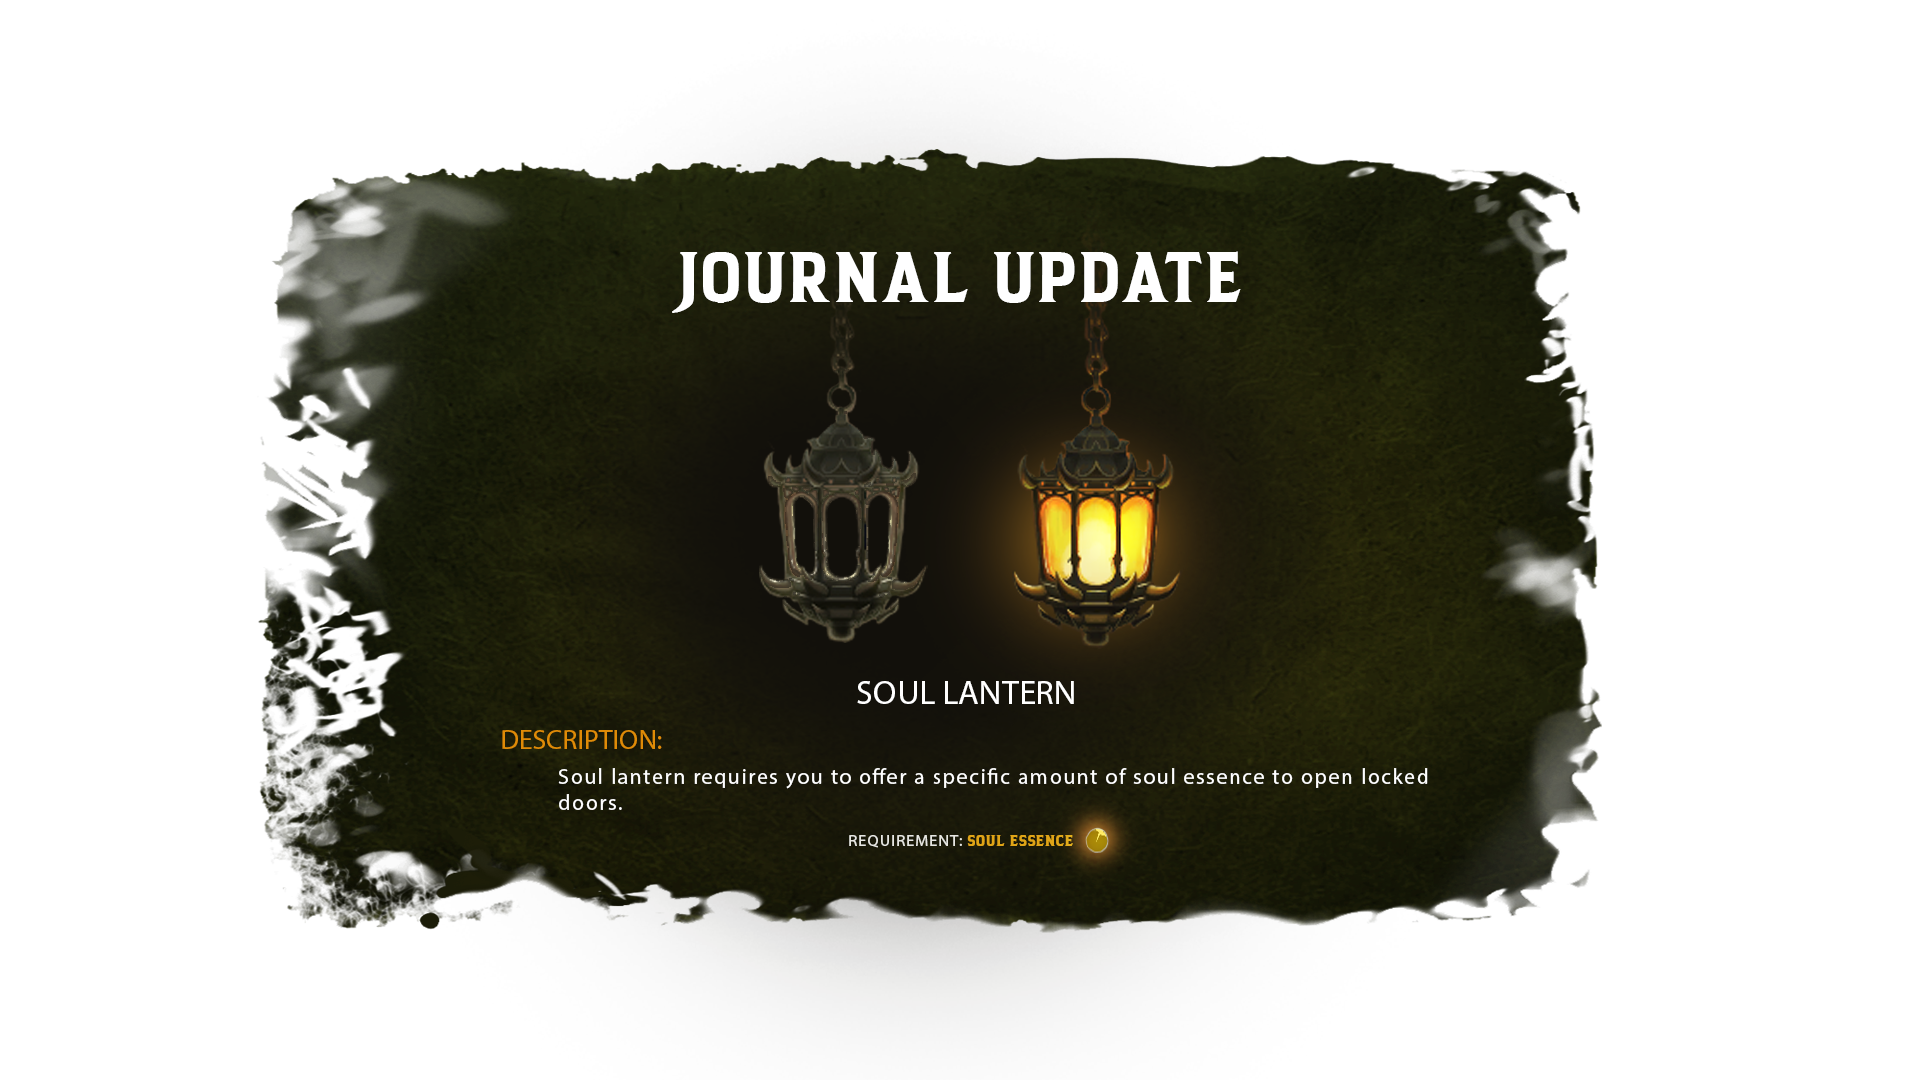 JOURNAL UPDATE
SOUL LANTERN
DESCRIPTION:
Soul lantern requires you to offer a specific amount of soul essence to open locked
doors.
REQUIREMENT: SOUL ESSENCE